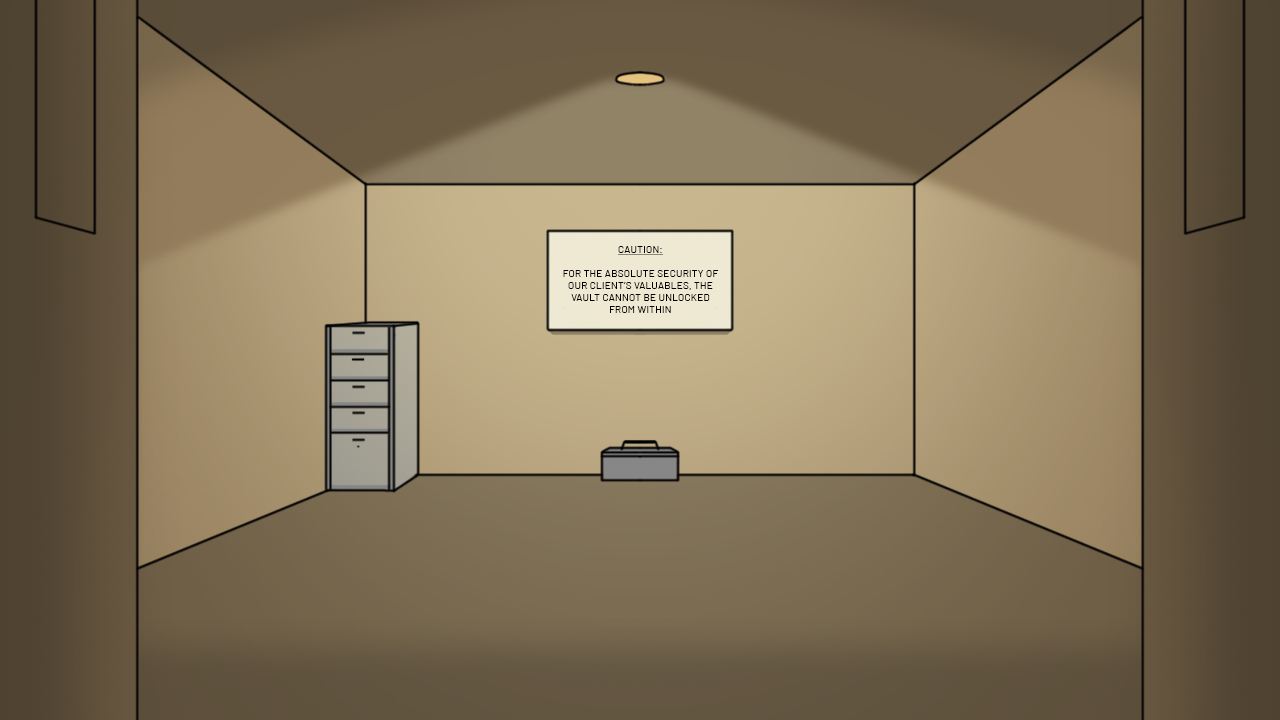 CAUTION:
FOR THE ABSOLUTE SECURITY OF
OUR CLIENT'S VALUABLES, THE
VAULT CANNOT BE UNLOCKED
FROM WITHIN